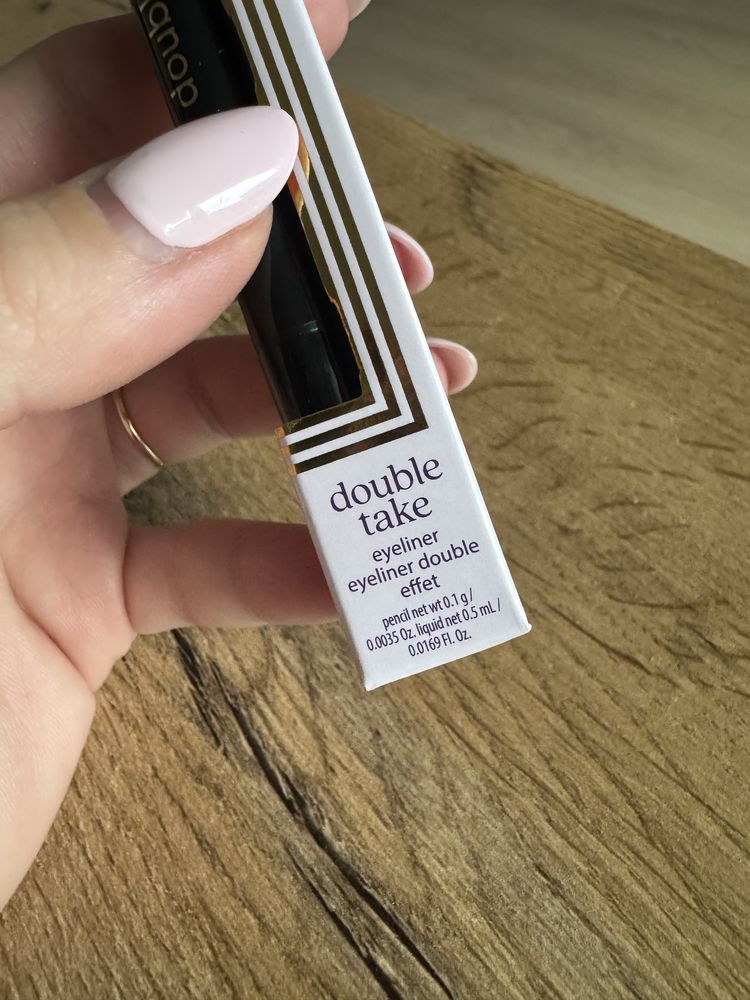 doub
double
take
eyeliner
eyeliner double
effet
pencil net wt 0.1 g /
0.0035 Oz. liquid net 0.5 mL /
0.0169 Fl. Oz.